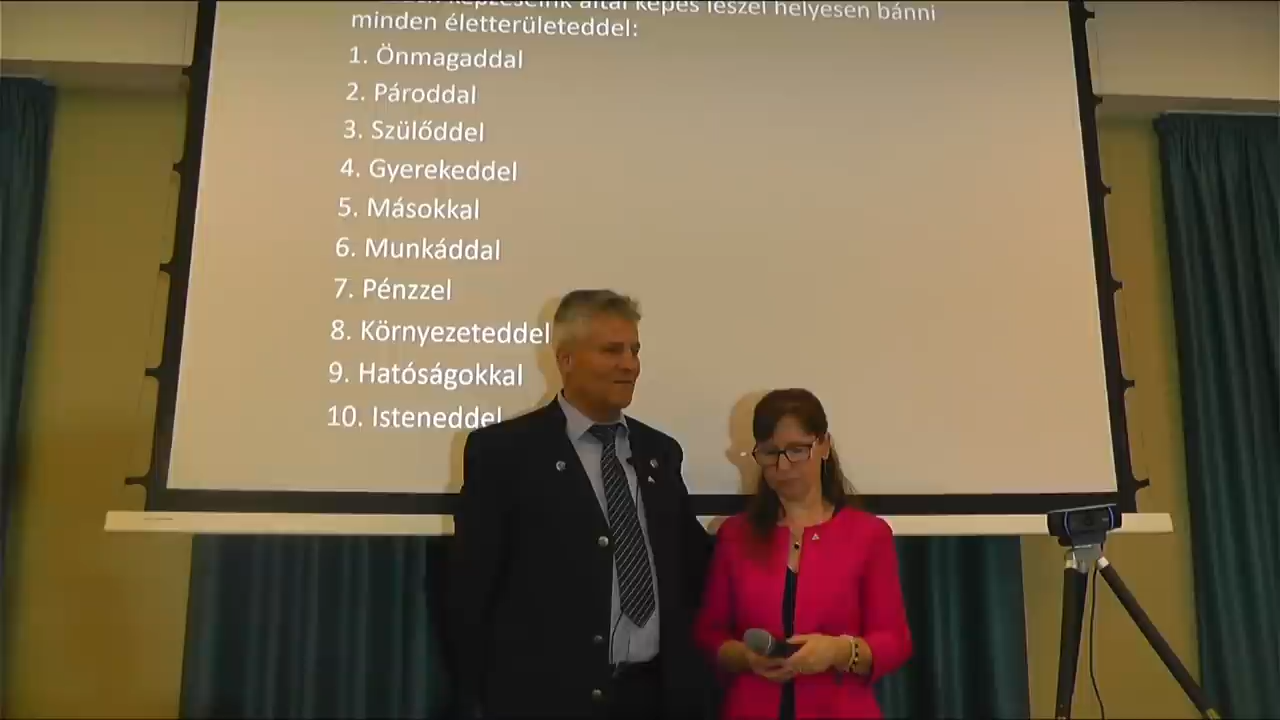 képzéseink által képes leszel helyesen bánni
minden életterületeddel:
1. Önmagaddal
2. Pároddal
3. Szülőddel
4. Gyerekeddel
5. Másokkal
6. Munkáddal
7. Pénzzel
8. Környezeteddel
9. Hatóságokkal
10. Isteneddel